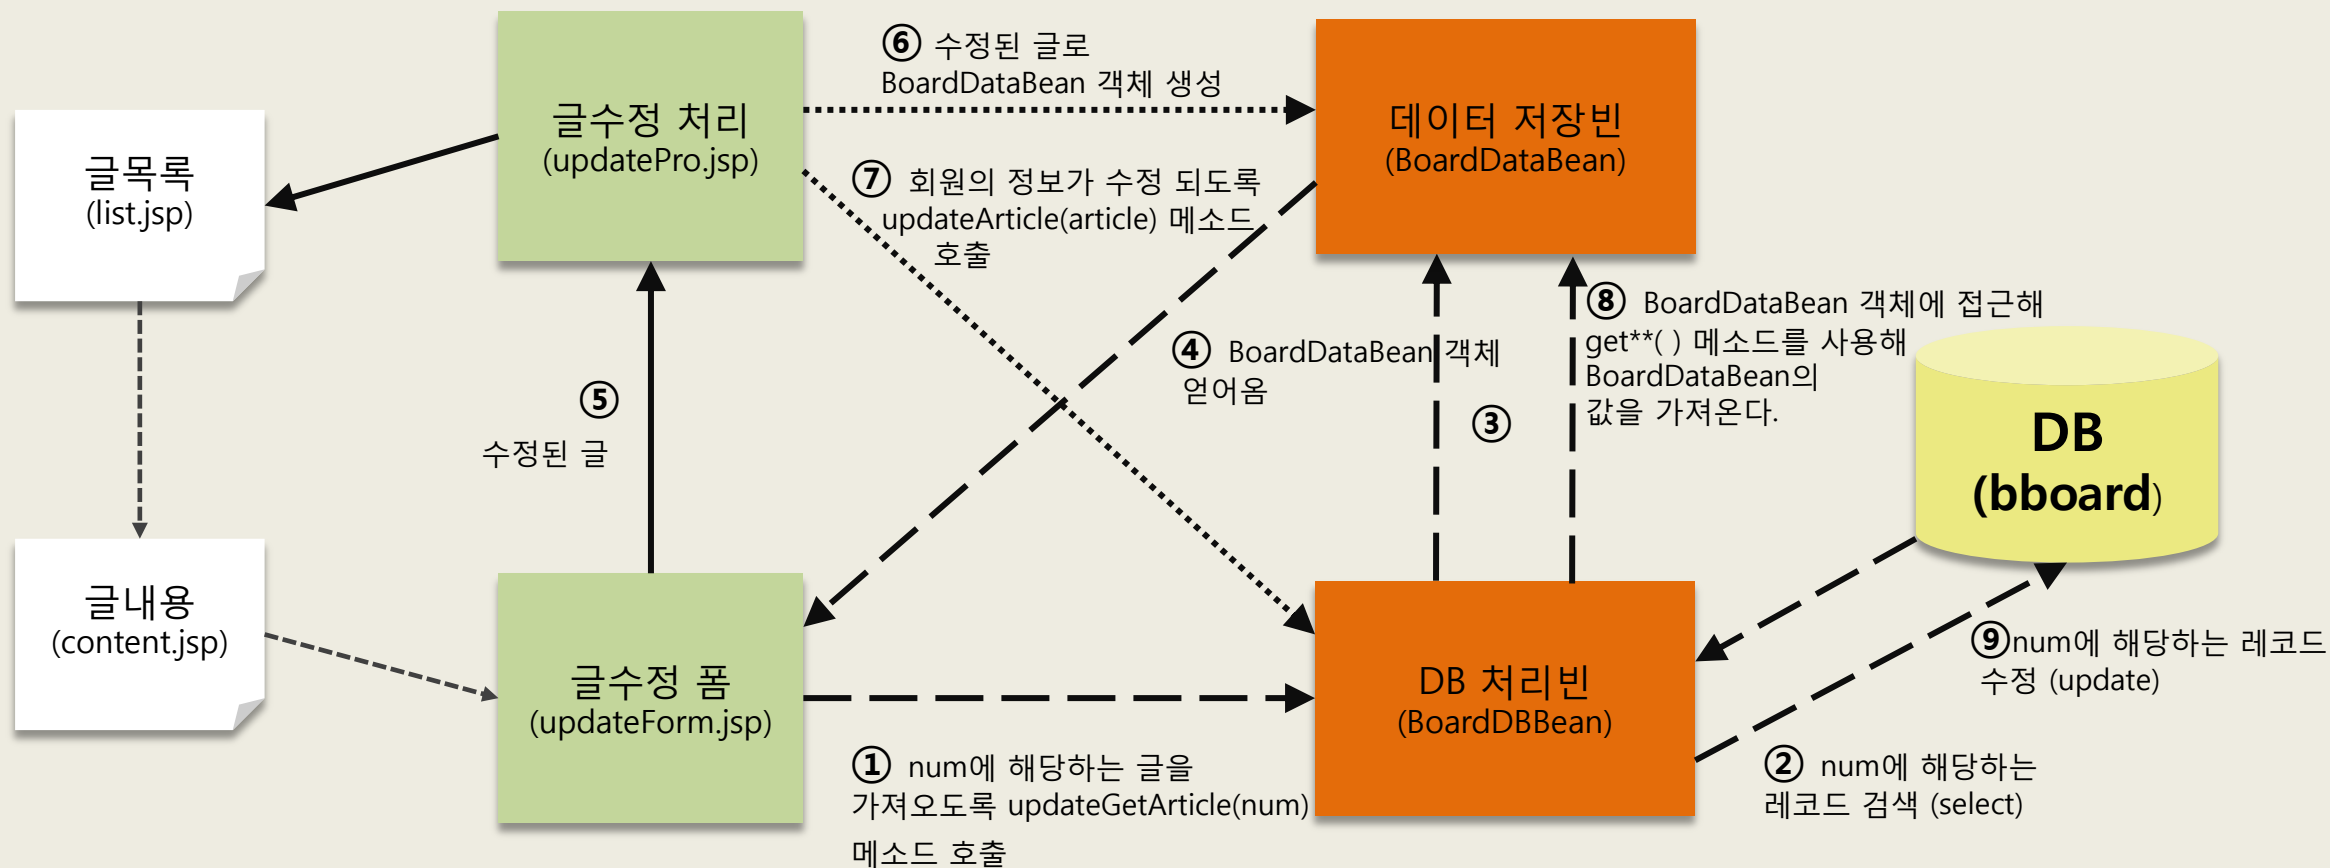 ⑥ 수정된 글로
BoardDataBean 객체 생성
글수정 처리
(updatePro.jsp)
데이터 저장빈
(BoardDataBean)
글목록
(list.jsp)
⑦ 회원의 정보가 수정 되도록
updateArticle(article) 메소드
호출
⑧ BoardDataBean 객체에 접근해
get**( ) 메소드를 사용해
BoardDataBean의
값을 가져온다.
④ BoardDataBean 객체
얻어옴
③
⑤
수정된 글
DB
(bboard)
글내용
(content.jsp)
글수정 폼
(updateForm.jsp)
DB 처리빈
(BoardDBBean)
⑨num에 해당하는 레코드
수정 (update)
① num에 해당하는 글을
가져오도록 updateGetArticle(num)
메소드 호출
② num에 해당하는
레코드 검색 (select)